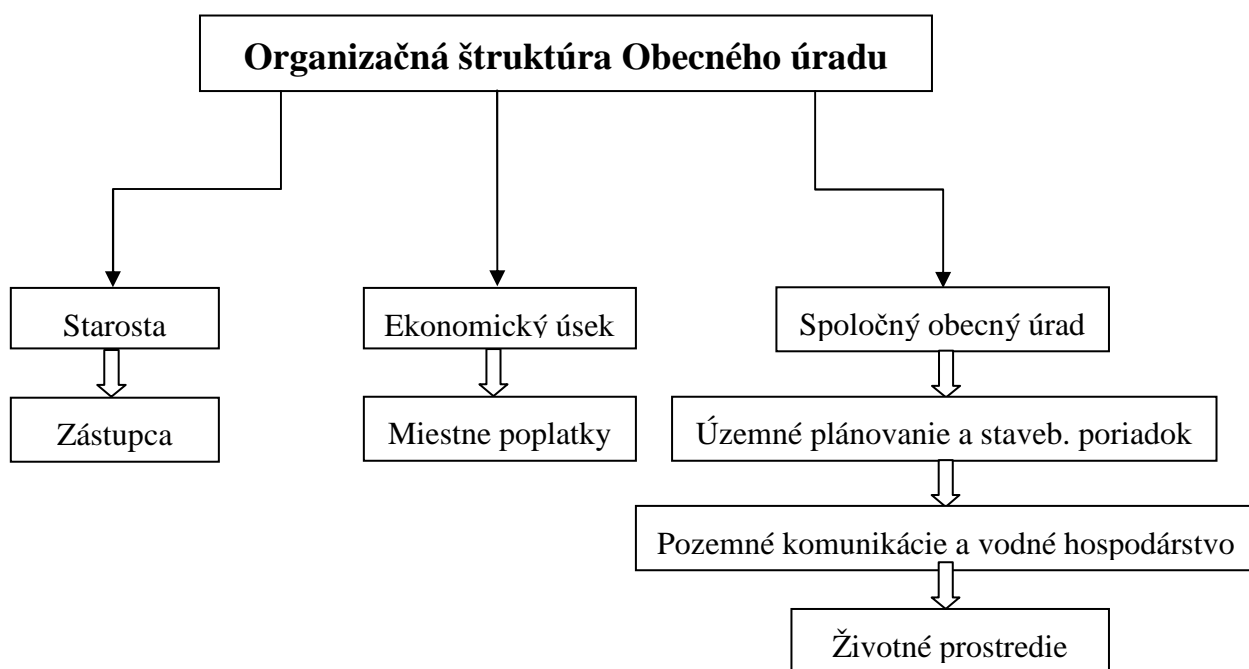 Organizačná štruktúra Obecného úradu
Starosta
Ekonomický úsek
Spoločný obecný úrad
Zástupca
Miestne poplatky
Územné plánovanie a staveb. poriadok
Pozemné komunikácie a vodné hospodárstvo
Životné prostredie